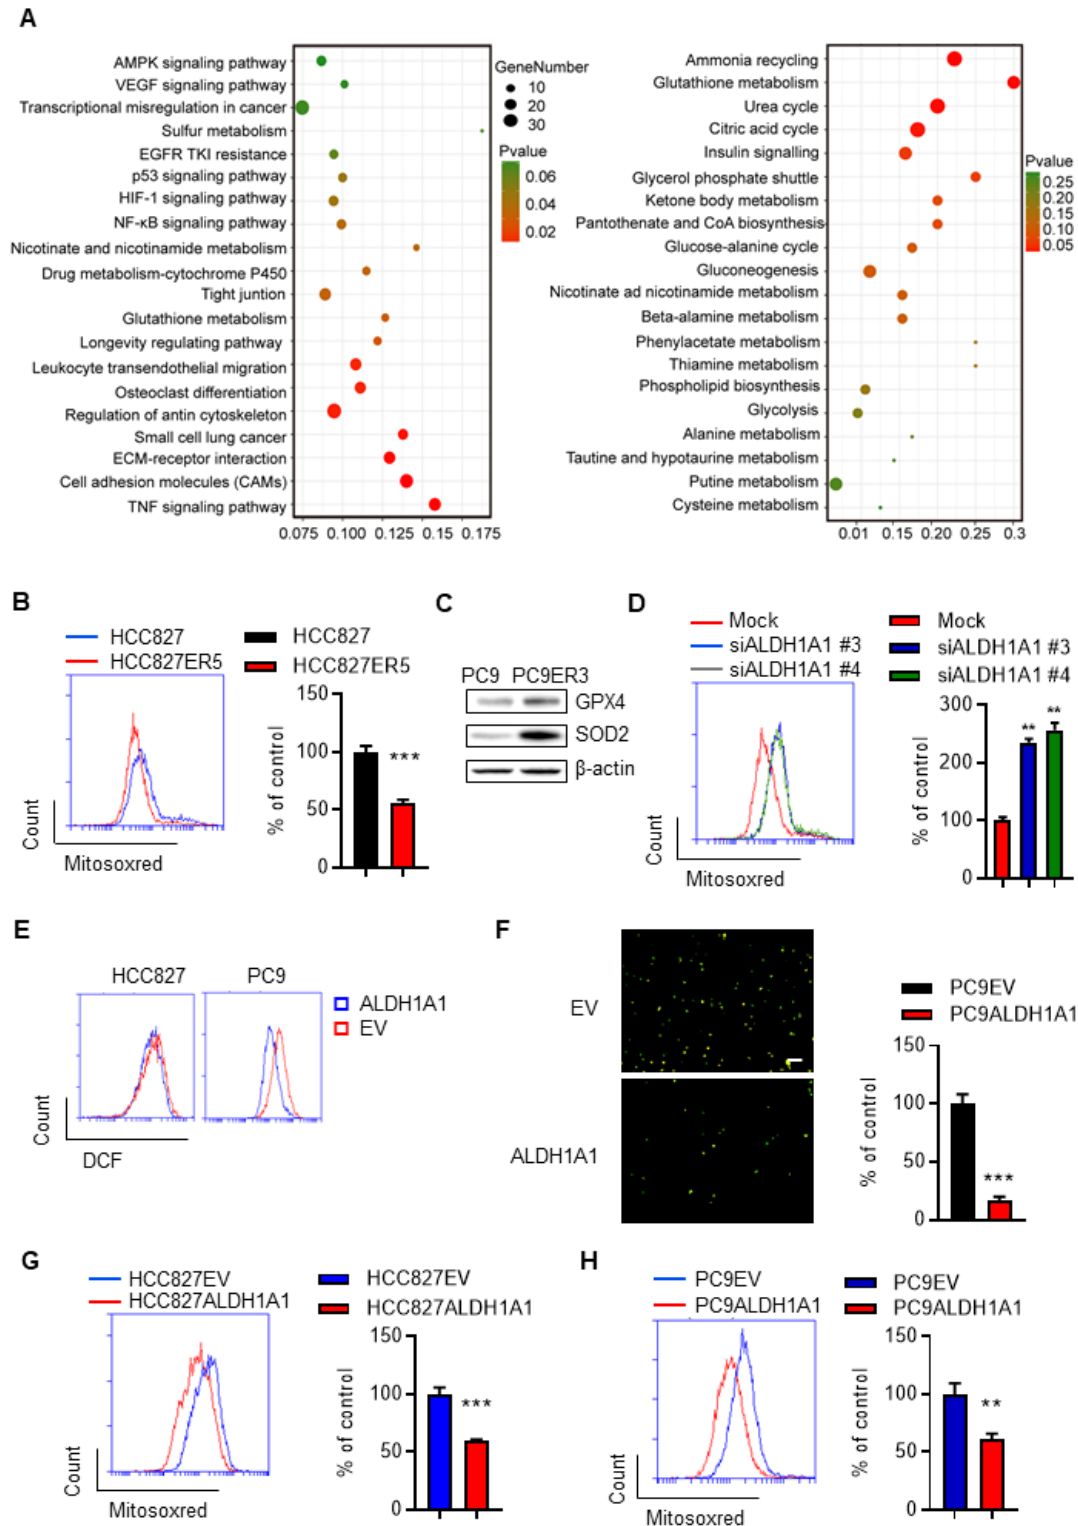 A
AMPK signaling pathway
VEGF signaling pathway
Transcriptional misregulation in cancer
Sulfur metabolism
EGFR TKI resistance
p53 signaling pathway
HIF-1 signaling pathway
NF-κB signaling pathway
Nicotinate and nicotinamide metabolism
Drug metabolism-cytochrome P450
Tight juntion
Glutathione metabolism
Longevity regulating pathway
Leukocyte transendothelial migration
Osteoclast differentiation
Regulation of antin cytoskeleton
Small cell lung cancer
ECM-receptor interaction
Cell adhesion molecules (CAMs)
TNF signaling pathway
0.075 0.100 0.125 0.15 0.175
GeneNumber
10
20
30
Pvalue
0.06
0.04
0.02
Ammonia recycling
Glutathione metabolism
Urea cycle
Citric acid cycle
Insulin signalling
Glycerol phosphate shuttle
Ketone body metabolism
Pantothenate and CoA biosynthesis
Glucose-alanine cycle
Gluconeogenesis
Nicotinate ad nicotinamide metabolism
Beta-alamine metabolism
Phenylacetate metabolism
Thiamine metabolism
Phospholipid biosynthesis
Glycolysis
Alanine metabolism
Tautine and hypotaurine metabolism
Putine metabolism
Cysteine metabolism
0.01 0.15 0.20 0.25 0.3
Pvalue
0.25
0.20
0.15
0.10
0.05
B
HCC827
HCC827ER5
Count
Mitosoxred
HCC827
HCC827ER5
% of control
150
100
50
0
***
C
PC9 PC9ER3
GPX4
SOD2
β-actin
D
Mock
siALDH1A1 #3
siALDH1A1 #4
Count
Mitosoxred
Mock
siALDH1A1 #3
siALDH1A1 #4
% of control
300
200
100
0
**
**
E
HCC827 PC9
ALDH1A1
EV
Count
DCF
F
EV
ALDH1A1
PC9EV
PC9ALDH1A1
% of control
150
100
50
0
***
G
HCC827EV
HCC827ALDH1A1
Count
Mitosoxred
HCC827EV
HCC827ALDH1A1
% of control
150
100
50
0
***
H
PC9EV
PC9ALDH1A1
Count
Mitosoxred
PC9EV
PC9ALDH1A1
% of control
150
100
50
0
**